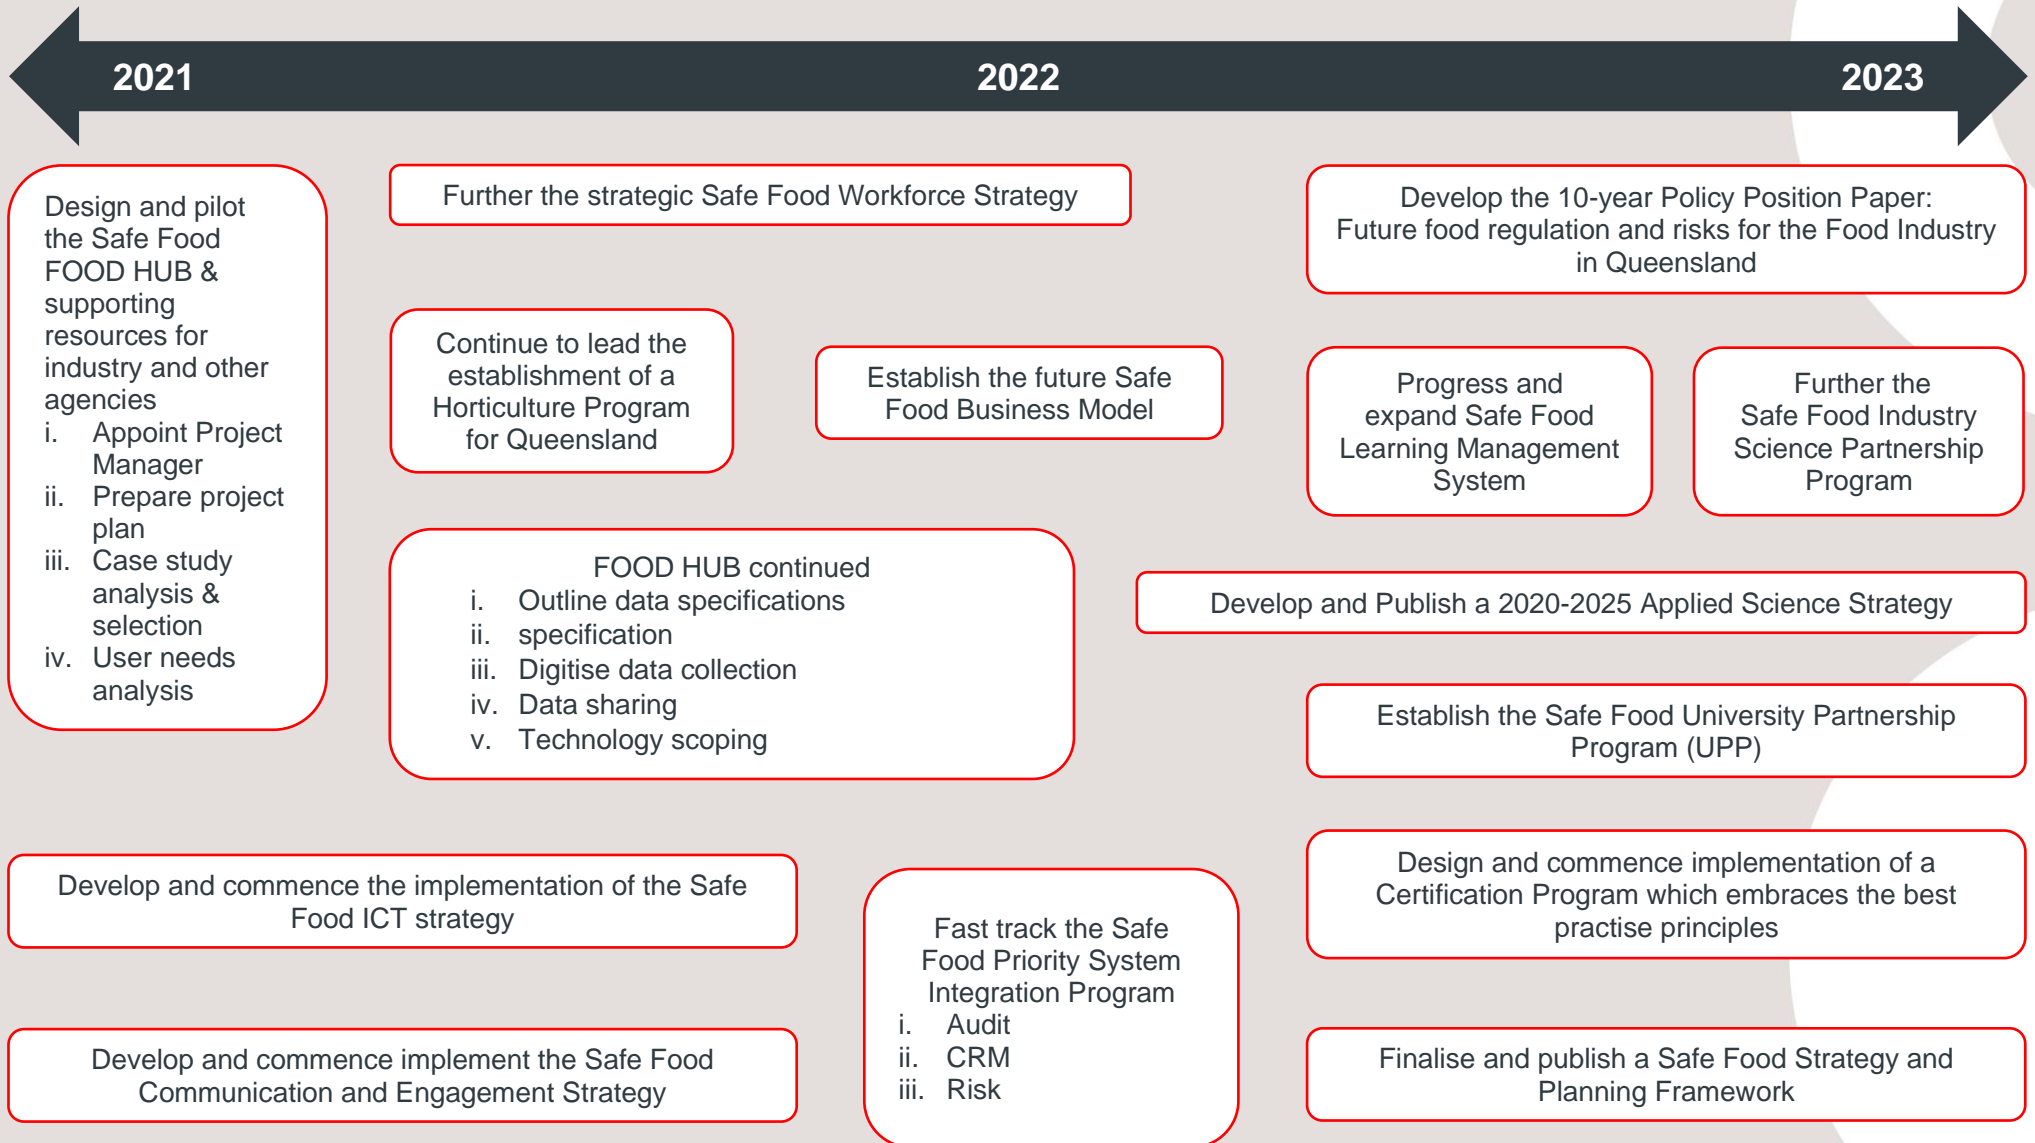 2021
2022
2023
Design and pilot
the Safe Food
FOOD HUB &
supporting
resources for
industry and other
agencies
i. Appoint Project
Manager
ii. Prepare project
plan
iii. Case study
analysis &
selection
iv. User needs
analysis
Further the strategic Safe Food Workforce Strategy
Develop the 10-year Policy Position Paper:
Future food regulation and risks for the Food Industry
in Queensland
Continue to lead the
establishment of a
Horticulture Program
for Queensland
Establish the future Safe
Food Business Model
Progress and
expand Safe Food
Learning Management
System
Further the
Safe Food Industry
Science Partnership
Program
FOOD HUB continued
i. Outline data specifications
ii. specification
iii. Digitise data collection
iv. Data sharing
v. Technology scoping
Develop and Publish a 2020-2025 Applied Science Strategy
Establish the Safe Food University Partnership
Program (UPP)
Develop and commence the implementation of the Safe
Food ICT strategy
Fast track the Safe
Food Priority System
Integration Program
i. Audit
ii. CRM
iii. Risk
Design and commence implementation of a
Certification Program which embraces the best
practise principles
Develop and commence implement the Safe Food
Communication and Engagement Strategy
Finalise and publish a Safe Food Strategy and
Planning Framework